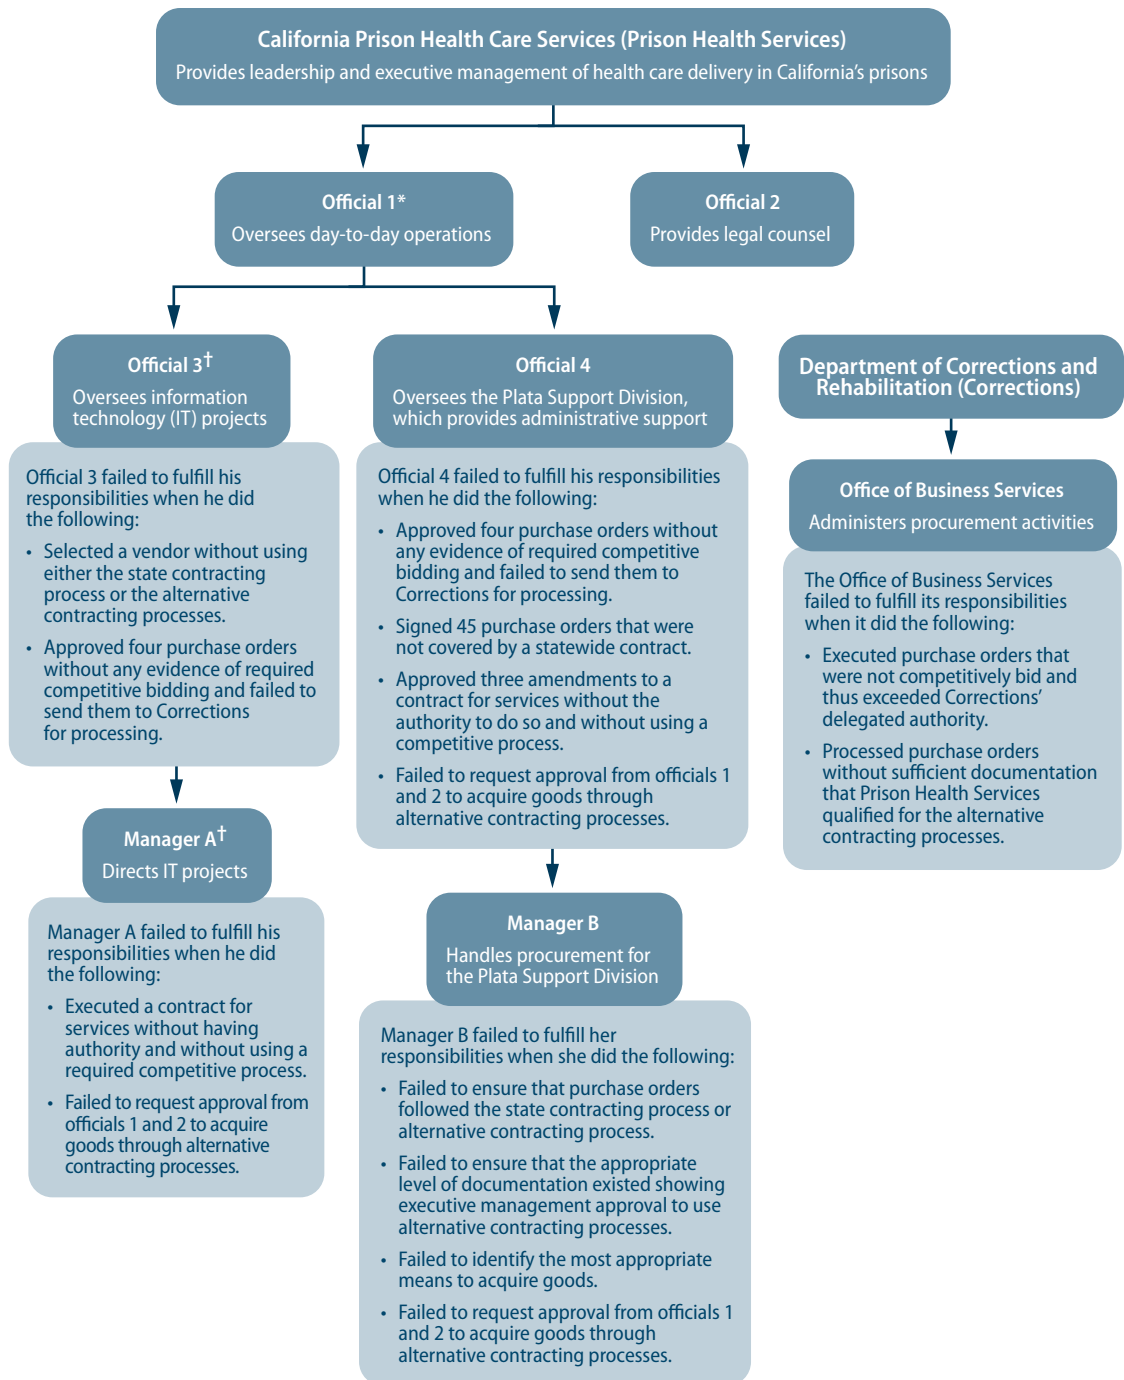 California Prison Health Care Services (Prison Health Services)
Provides leadership and executive management of health care delivery in California's prisons
Official 1*
Oversees day-to-day operations
Official 2
Provides legal counsel
Official 3†
Oversees information
technology (IT) projects
Official 3 failed to fulfill his
responsibilities when he did
the following:
• Selected a vendor without using
either the state contracting
process or the alternative
contracting processes.
• Approved four purchase orders
without any evidence of required
competitive bidding and failed to
send them to Corrections
for processing.
Manager A†
Directs IT projects
Manager A failed to fulfill his
responsibilities when he did
the following:
• Executed a contract for
services without having
authority and without using a
required competitive process.
• Failed to request approval from
officials 1 and 2 to acquire
goods through alternative
contracting processes.
Official 4
Oversees the Plata Support Division,
which provides administrative support
Official 4 failed to fulfill his responsibilities
when he did the following:
• Approved four purchase orders without
any evidence of required competitive
bidding and failed to send them to
Corrections for processing.
• Signed 45 purchase orders that were
not covered by a statewide contract.
• Approved three amendments to a
contract for services without the
authority to do so and without using a
competitive process.
• Failed to request approval from officials 1
and 2 to acquire goods through
alternative contracting processes.
Manager B
Handles procurement for
the Plata Support Division
Manager B failed to fulfill her
responsibilities when she did the following:
• Failed to ensure that purchase orders
followed the state contracting process or
alternative contracting process.
• Failed to ensure that the appropriate
level of documentation existed showing
executive management approval to use
alternative contracting processes.
• Failed to identify the most appropriate
means to acquire goods.
• Failed to request approval from officials 1
and 2 to acquire goods through
alternative contracting processes.
Department of Corrections and
Rehabilitation (Corrections)
Office of Business Services
Administers procurement activities
The Office of Business Services
failed to fulfill its responsibilities
when it did the following:
• Executed purchase orders that
were not competitively bid and
thus exceeded Corrections'
delegated authority.
• Processed purchase orders
without sufficient documentation
that Prison Health Services
qualified for the alternative
contracting processes.